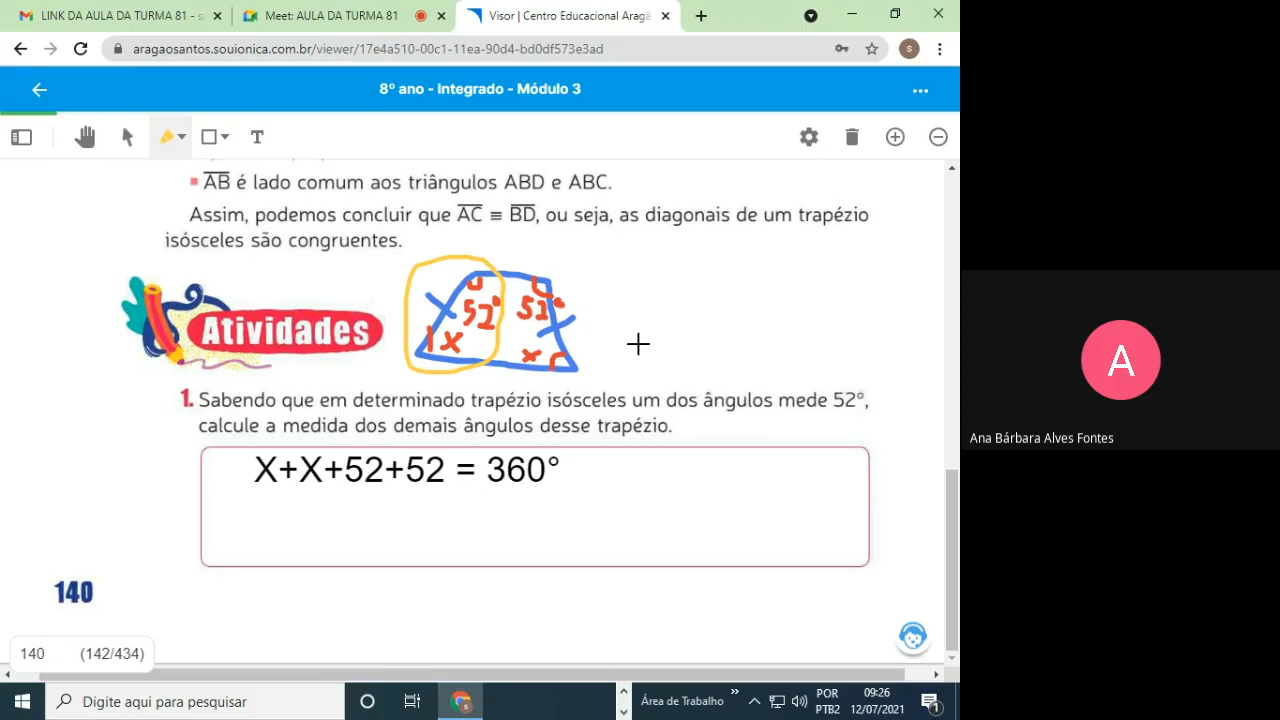 LINK DA AULA DA TURMA 81 - s
Meet: AULA DA TURMA 81
Visor | Centro Educacional Aragã
aragaosantos.souionica.com.br/viewer/17e4a510-00c1-11ea-90d4-bd0df573e3ad
s
8º ano - Integrado - Módulo 3
T
AB é lado comum aos triângulos ABD e ABC.
Assim, podemos concluir que AC ≡ BD, ou seja, as diagonais de um trapézio
isósceles são congruentes.
52° 52°
x x
Atividades
1. Sabendo que em determinado trapézio isósceles um dos ângulos mede 52º,
calcule a medida dos demais ângulos desse trapézio.
X+X+52+52 = 360°
140
140 (142/434)
A
Ana Bárbara Alves Fontes
Digite aqui para pesquisar
Área de Trabalho
POR
PTB2
09:26
12/07/2021
1